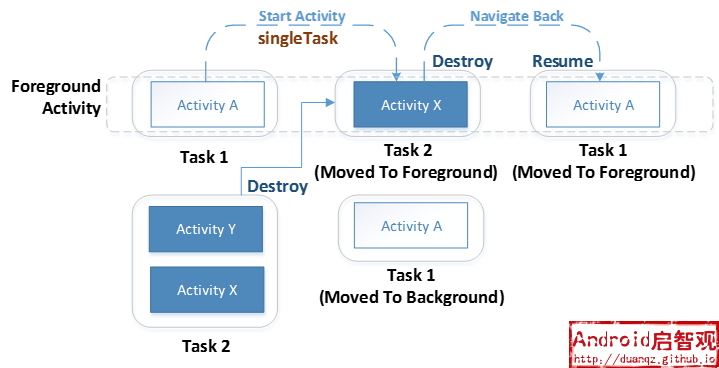 Start Activity
singleTask
Navigate Back
Destroy
Resume
Foreground
Activity
Activity A
Activity X
Activity A
Task 1
Task 2
(Moved To Foreground)
Task 1
(Moved To Foreground)
Destroy
Activity Y
Activity X
Task 2
Activity A
Task 1
(Moved To Background)
Android启智观
http://duanqz.github.io